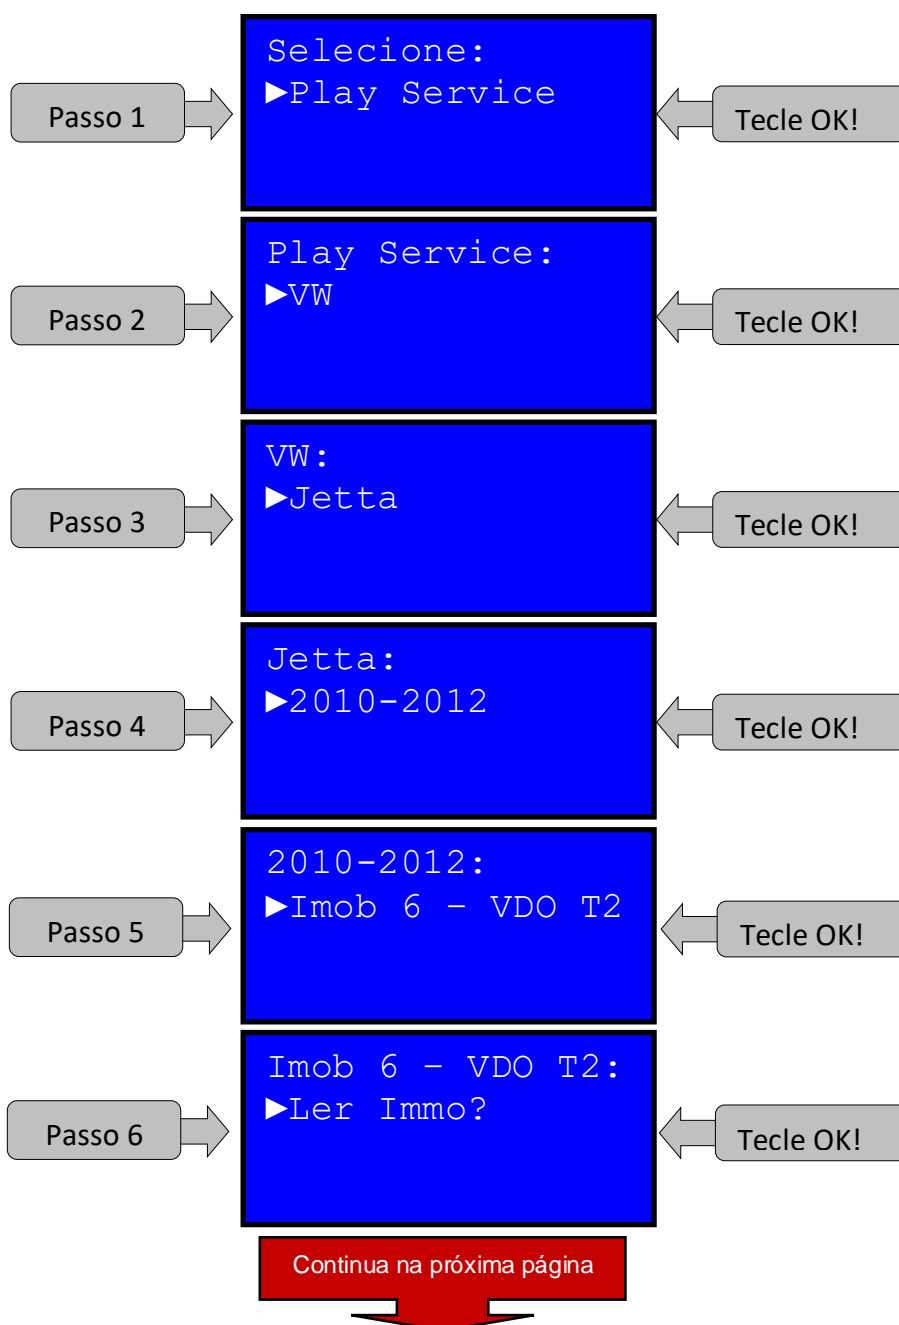 Selecione:
Passo 1
►Play Service
Tecle OK!
Play Service:
Passo 2
►VW
Tecle OK!
VW:
Passo 3
►Jetta
Tecle OK!
Jetta:
Passo 4
►2010-2012
Tecle OK!
2010-2012:
Passo 5
►Imob 6 – VDO T2
Tecle OK!
Imob 6 – VDO T2:
Passo 6
►Ler Immo?
Tecle OK!
Continua na próxima página